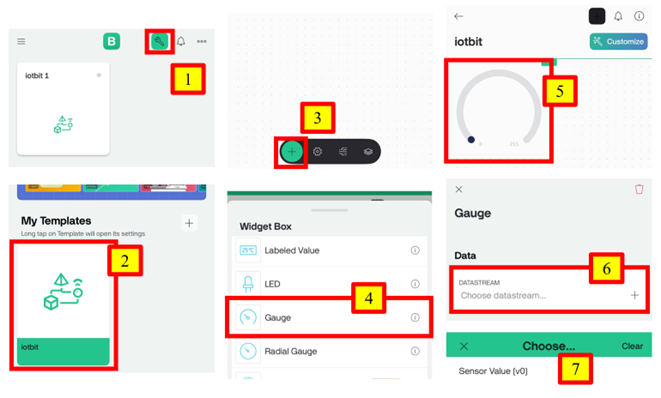 B
1
iotbit 1
3
iotbit
Customize
5
0
255
My Templates
Long tap on Template will open its settings
2
iotbit
Widget Box
25°C
Labeled Value
LED
4
Gauge
Radial Gauge
Gauge
Data
6
DATASTREAM
Choose datastream...
Choose...
Clear
7
Sensor Value (v0)